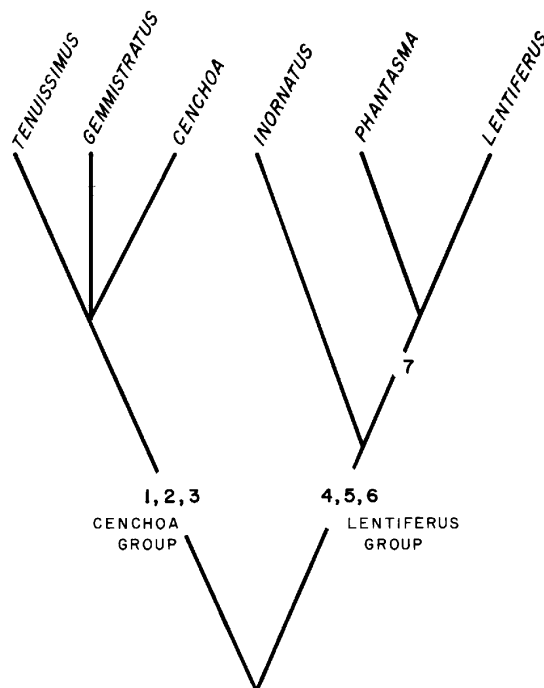 TENUISSIMUS
GEMMISTRATUS
CENCHOA
INORNATUS
PHANTASMA
LENTIFERUS
7
1, 2, 3
CENCHOA
GROUP
4, 5, 6
LENTIFERUS
GROUP